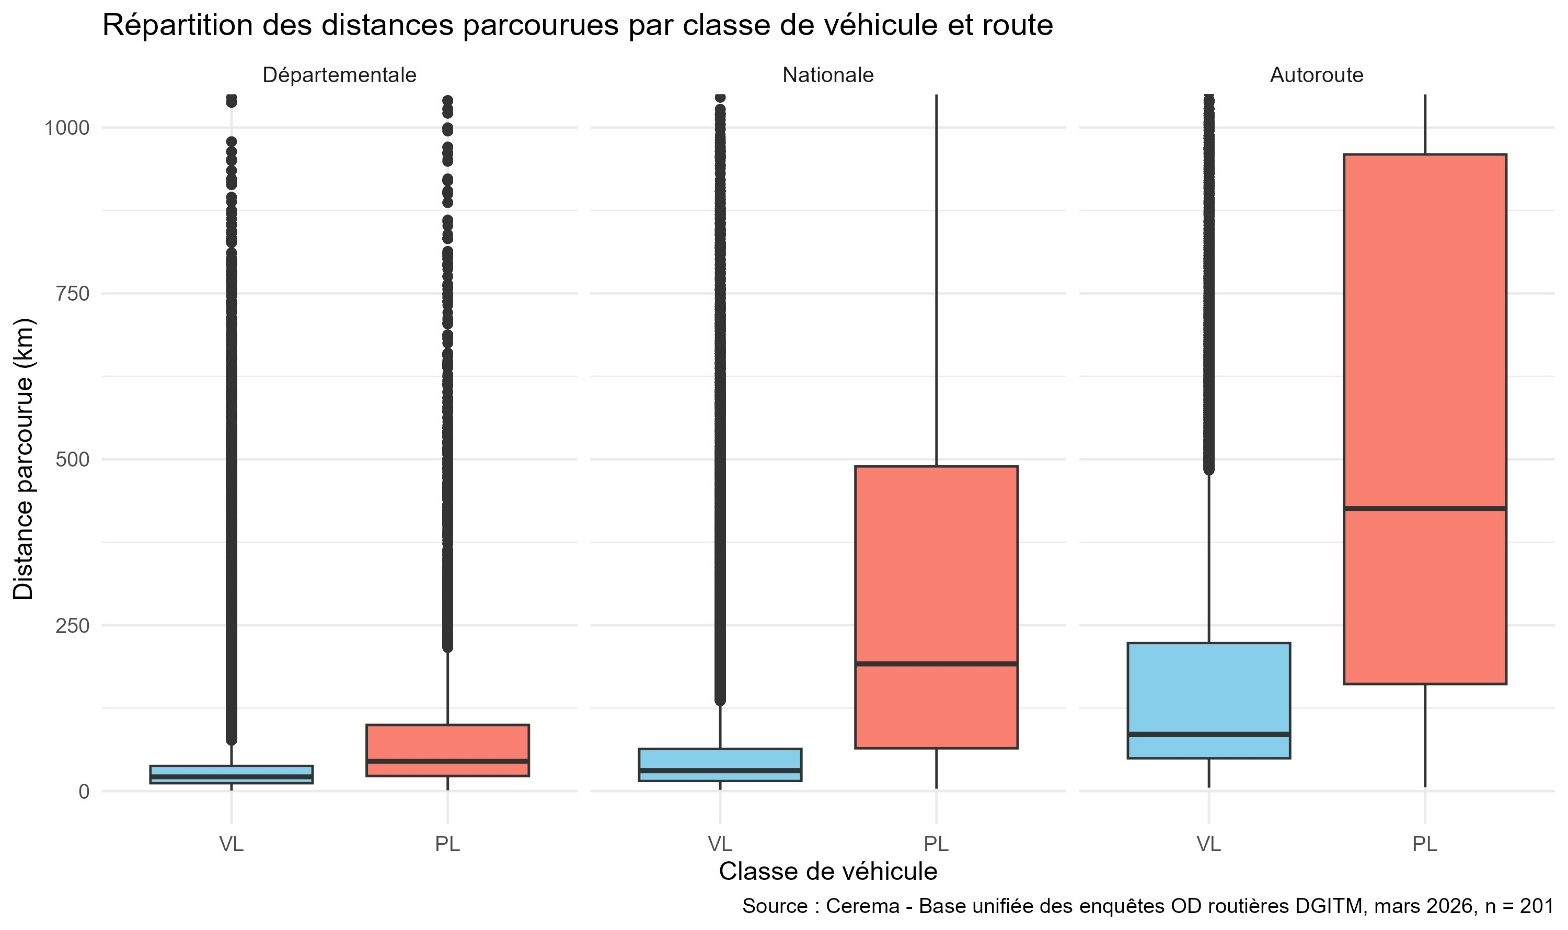 Répartition des distances parcourues par classe de véhicule et route
Départementale
Nationale
Autoroute
Distance parcourue (km)
1000
750
500
250
0
VL
PL
VL
PL
VL
PL
Classe de véhicule
Source : Cerema - Base unifiée des enquêtes OD routières DGITM, mars 2026, n = 201